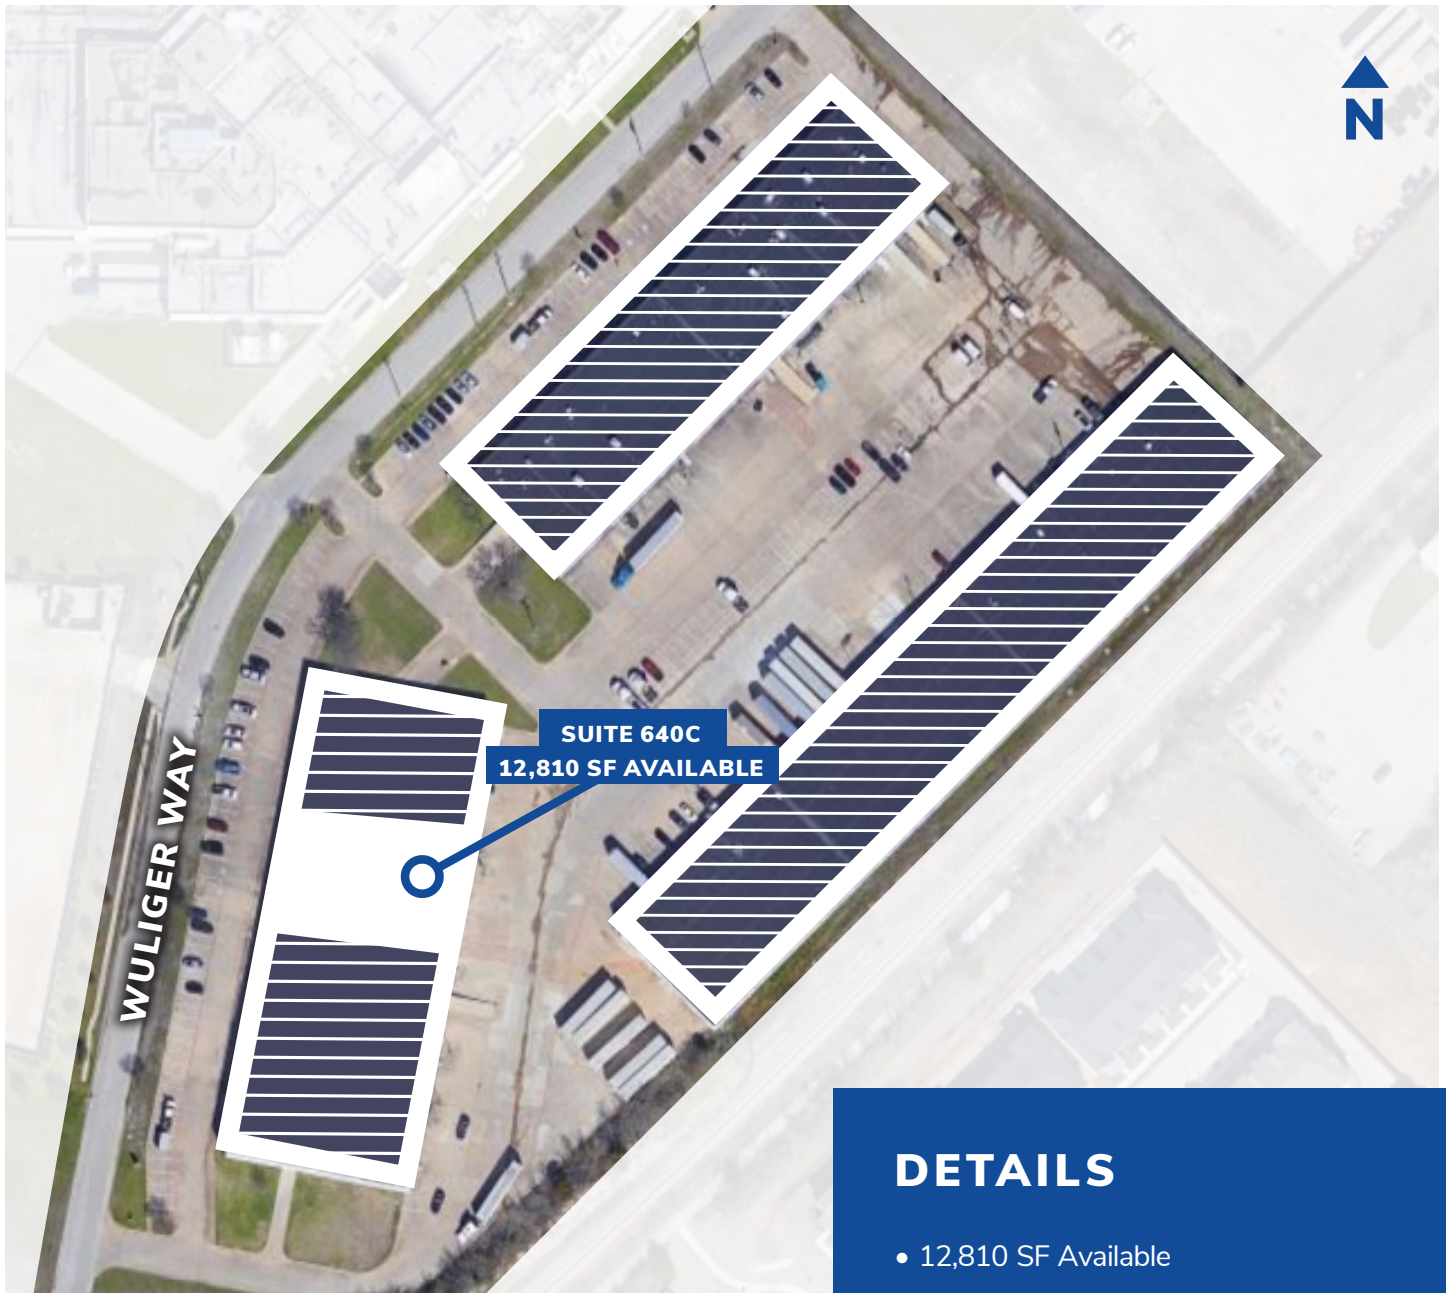 N
SUITE 640C
12,810 SF AVAILABLE
WULIGER WAY
DETAILS
• 12,810 SF Available